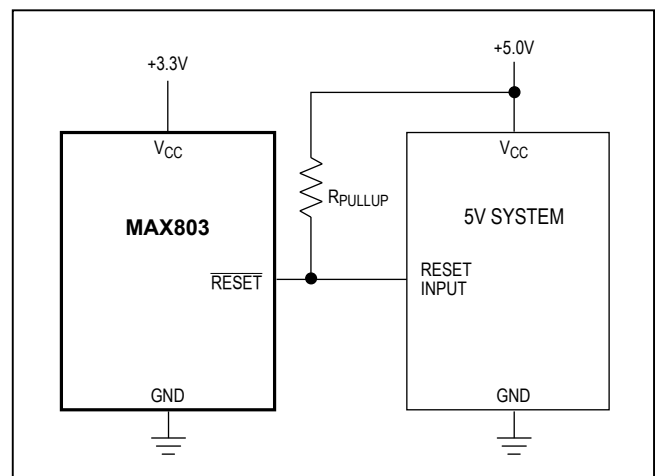 +3.3V
+5.0V
VCC
VCC
RPULLUP
MAX803
5V SYSTEM
RESET
RESET
INPUT
GND
GND